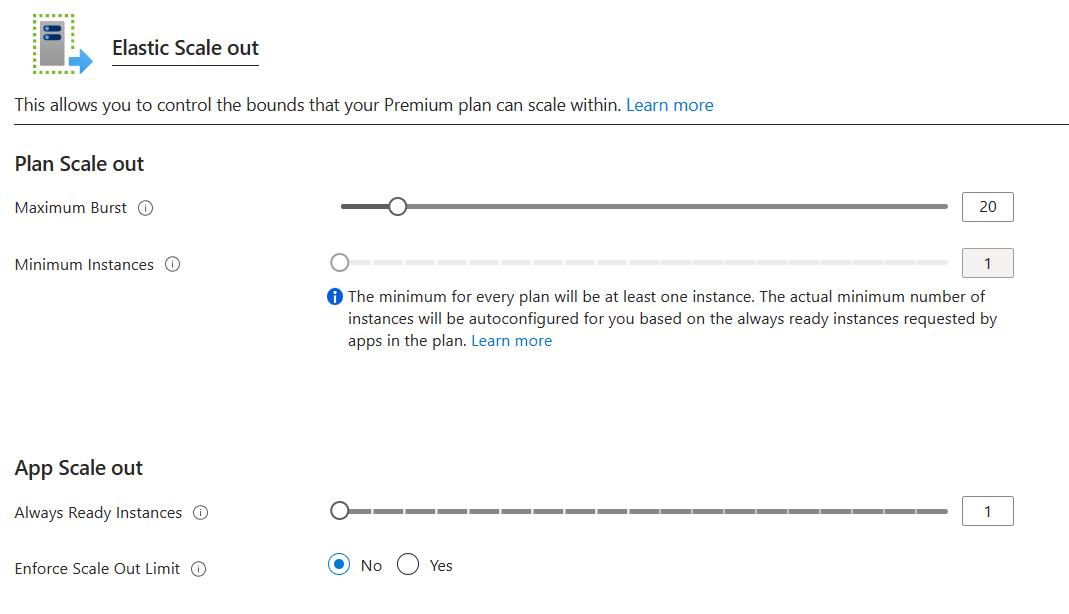 Elastic Scale out
This allows you to control the bounds that your Premium plan can scale within. Learn more
Plan Scale out
Maximum Burst
20
Minimum Instances
1
The minimum for every plan will be at least one instance. The actual minimum number of
instances will be autoconfigured for you based on the always ready instances requested by
apps in the plan. Learn more
App Scale out
Always Ready Instances
1
Enforce Scale Out Limit
No Yes